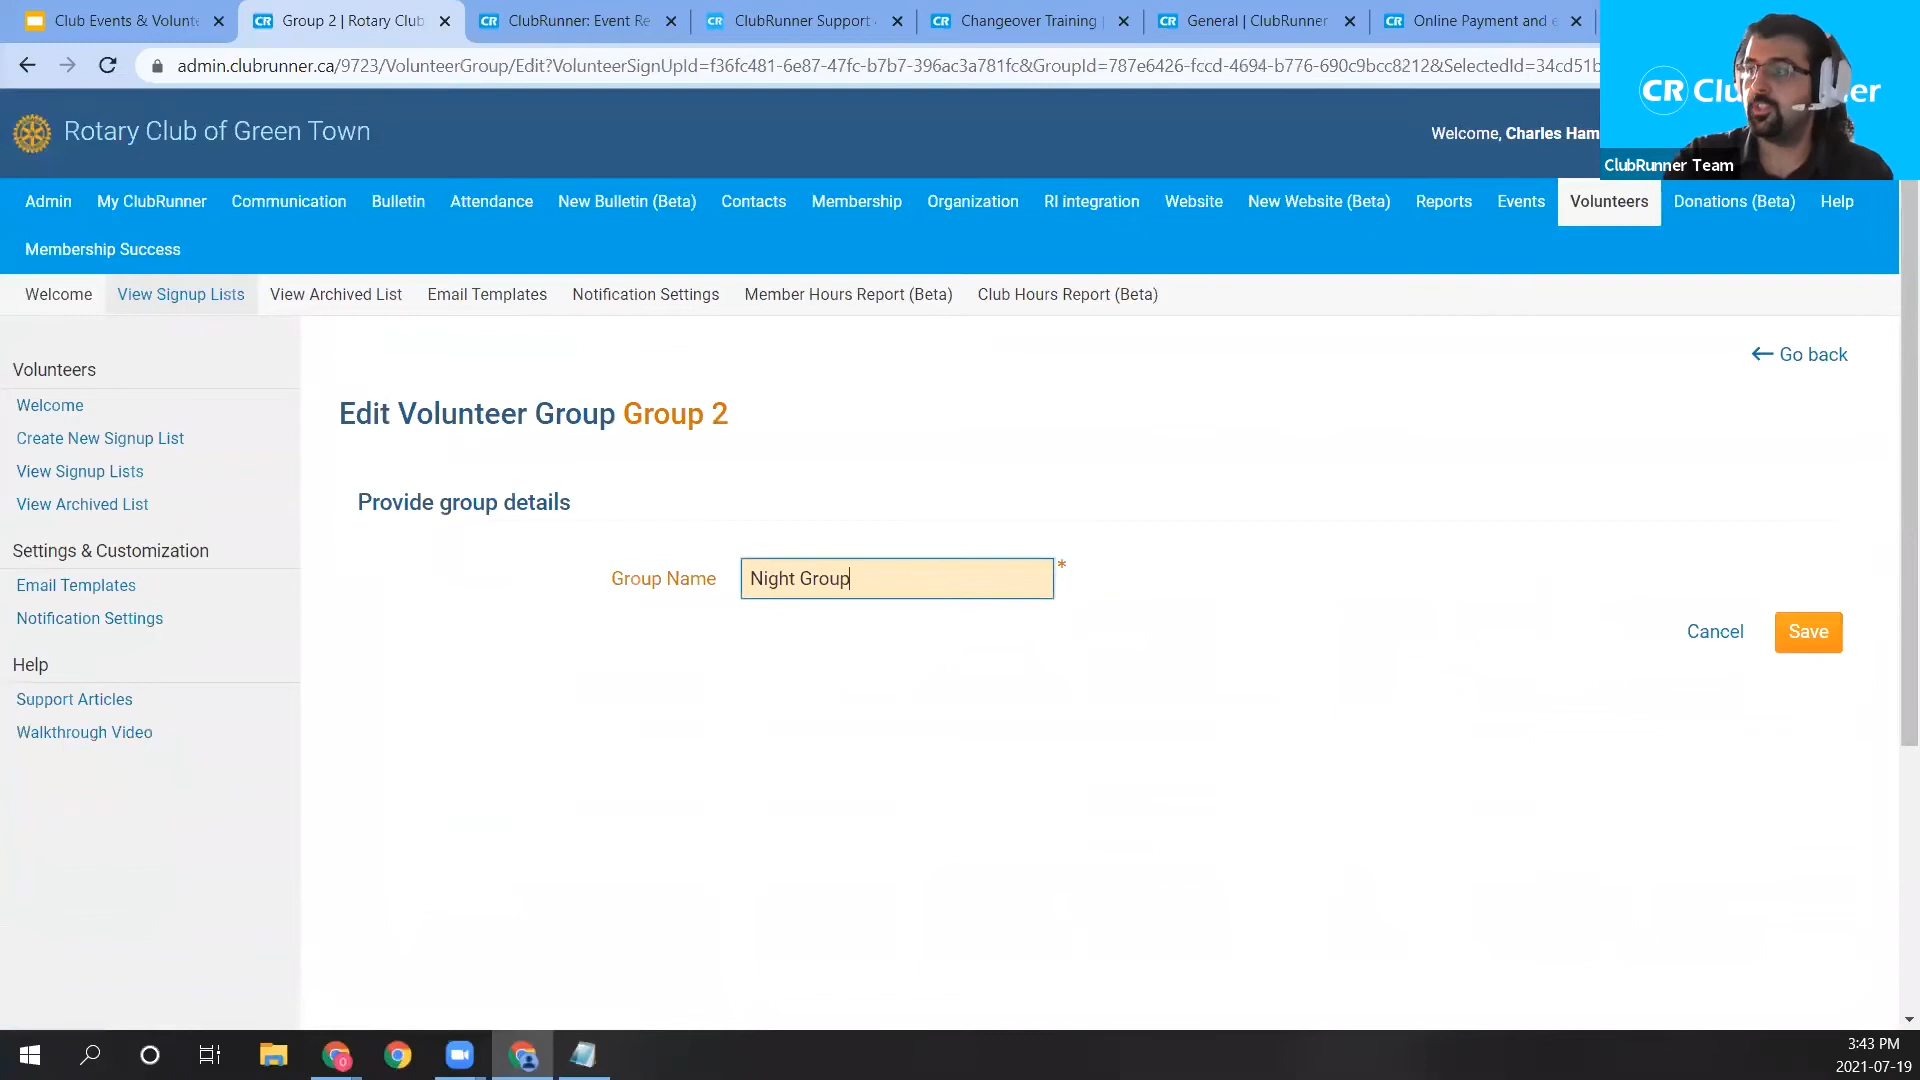 Club Events & Volunt
Group 2 | Rotary Club
ClubRunner: Event Re
ClubRunner Support
Changeover Training
General | ClubRunner
Online Payment and e
admin.clubrunner.ca/9723/VolunteerGroup/Edit?VolunteerSignUpId=f36fc481-6e87-47fc-b7b7-396ac3a781fc&GroupId=787e6426-fccd-4694-b776-690c9bcc8212&SelectedId=34cd51b
CR Clu er
ClubRunner Team
Rotary Club of Green Town
Welcome, Charles Ham
Admin My ClubRunner Communication Bulletin Attendance New Bulletin (Beta) Contacts Membership Organization RI integration Website New Website (Beta) Reports Events Volunteers Donations (Beta) Help
Membership Success
Welcome View Signup Lists View Archived List Email Templates Notification Settings Member Hours Report (Beta) Club Hours Report (Beta)
Go back
Volunteers
Welcome
Create New Signup List
View Signup Lists
View Archived List
Settings & Customization
Email Templates
Notification Settings
Help
Support Articles
Walkthrough Video
Edit Volunteer Group Group 2
Provide group details
Group Name Night Group *
Cancel Save
3:43 PM
2021-07-19